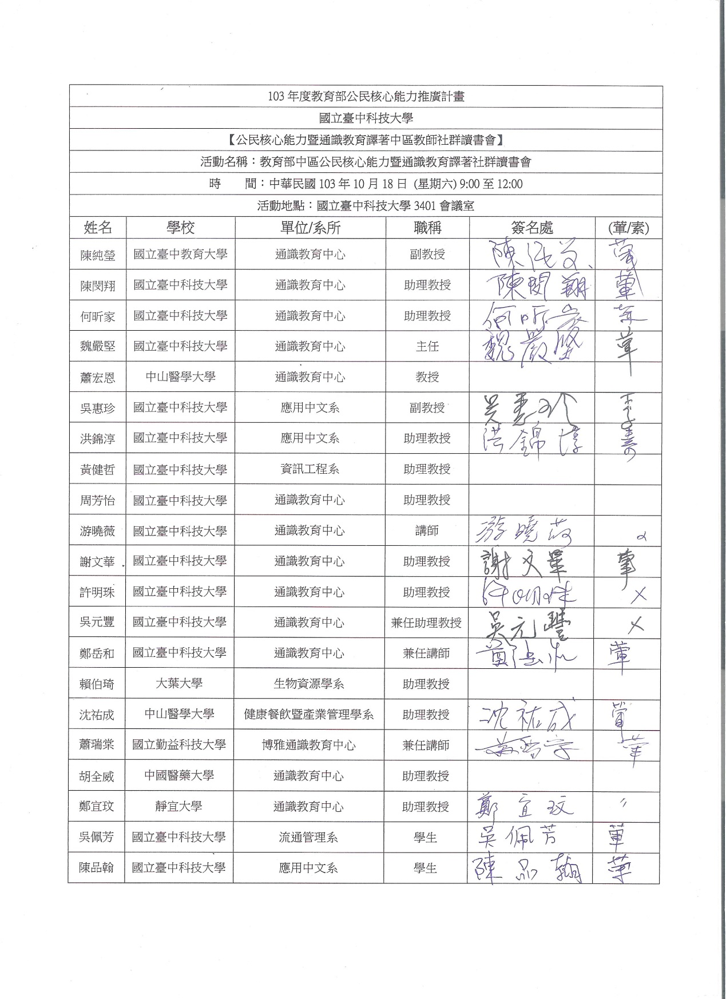 103 年度教育部公民核心能力推廣計畫
國立臺中科技大學
【公民核心能力暨通識教育譯著中區教師社群讀書會】
活動名稱：教育部中區公民核心能力暨通識教育譯著社群讀書會
時　　間：中華民國 103 年 10 月 18 日 (星期六) 9:00 至 12:00
活動地點：國立臺中科技大學 3401 會議室
姓名 學校 單位/系所 職稱 簽名處 (葷/素)
陳純瑩 國立臺中教育大學 通識教育中心 副教授 陳純瑩 葷
陳閔翔 國立臺中科技大學 通識教育中心 助理教授 陳閔翔 葷
何昕家 國立臺中科技大學 通識教育中心 助理教授 何昕家
魏嚴堅 國立臺中科技大學 通識教育中心 主任 魏嚴堅 葷
蕭宏恩 中山醫學大學 通識教育中心 教授
吳惠珍 國立臺中科技大學 應用中文系 副教授 吳惠珍
洪錦淳 國立臺中科技大學 應用中文系 助理教授 洪錦淳 素
黃健哲 國立臺中科技大學 資訊工程系 助理教授
周芳怡 國立臺中科技大學 通識教育中心 助理教授
游曉薇 國立臺中科技大學 通識教育中心 講師 游曉薇
謝文華 國立臺中科技大學 通識教育中心 助理教授 謝文華 葷
許明珠 國立臺中科技大學 通識教育中心 助理教授 許明珠 ×
吳元豐 國立臺中科技大學 通識教育中心 兼任助理教授 吳元豐 ×
鄭岳和 國立臺中科技大學 通識教育中心 兼任講師 鄭岳和 葷
賴伯琦 大葉大學 生物資源學系 助理教授
沈祐成 中山醫學大學 健康餐飲暨產業管理學系 助理教授 沈祐成 葷
蕭瑞棠 國立勤益科技大學 博雅通識教育中心 兼任講師 葷
胡全威 中國醫藥大學 通識教育中心 助理教授
鄭宜玟 靜宜大學 通識教育中心 助理教授 鄭宜玟 〃
吳佩芳 國立臺中科技大學 流通管理系 學生 吳佩芳 葷
陳品翰 國立臺中科技大學 應用中文系 學生 陳品翰 葷